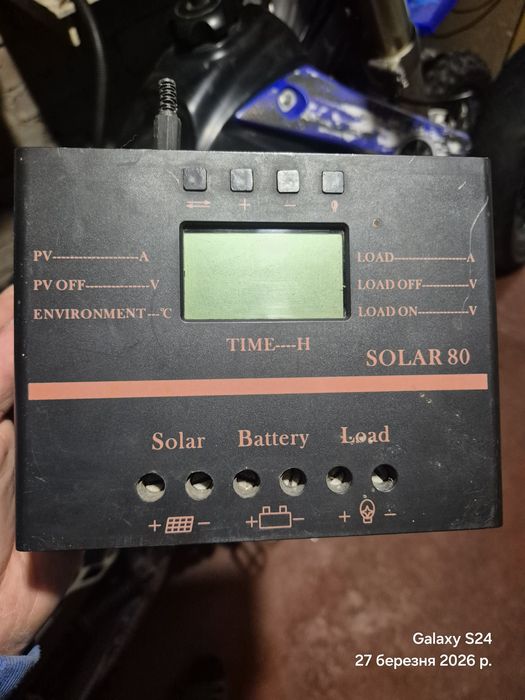 PV--------------------A
LOAD-----------------A
PV OFF---------------V
LOAD OFF----------V
ENVIRONMENT---℃
LOAD ON-----------V
TIME----H
SOLAR 80
Solar Battery Load
+ - + - + -
Galaxy S24
27 березня 2026 р.